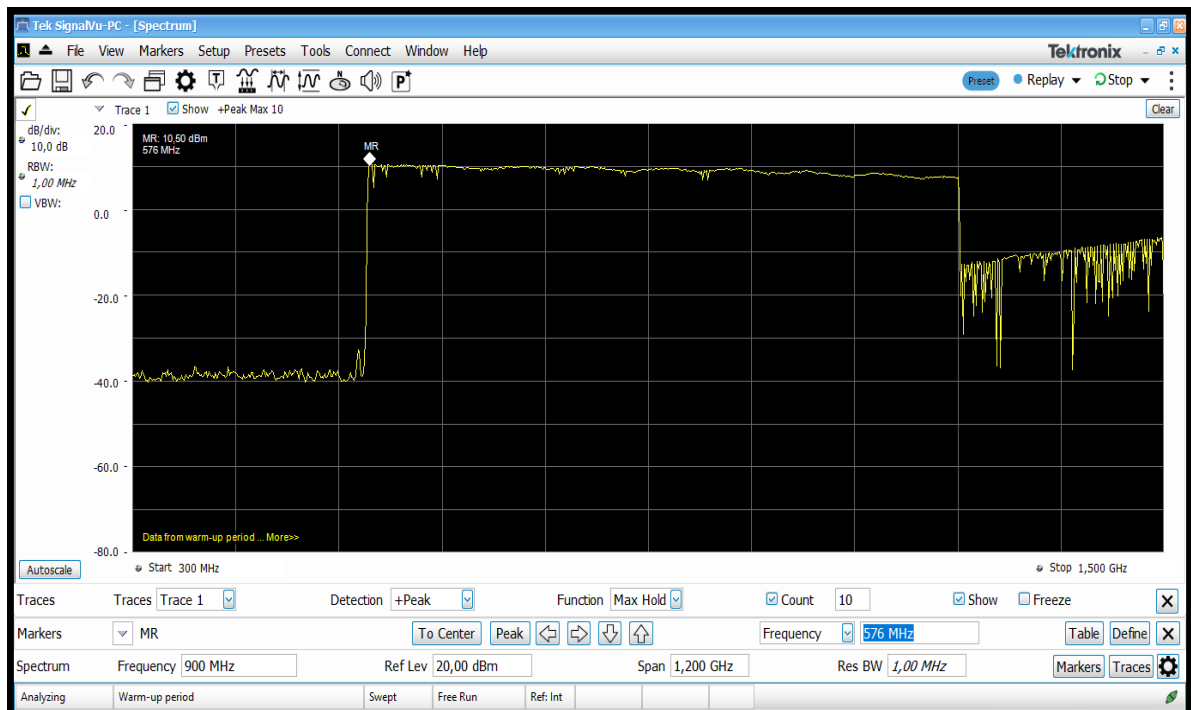 Tek SignalVu-PC - [Spectrum]
File View Markers Setup Presets Tools Connect Window Help Tektronix
T N P Preset Replay Stop
Trace 1 Show +Peak Max 10 Clear
dB/div:
10,0 dB
RBW:
1,00 MHz
VBW:
20.0
0.0
-20.0
-40.0
-60.0
-80.0
MR: 10,50 dBm
576 MHz
MR
Data from warm-up period ... More>>
Autoscale Start 300 MHz Stop 1,500 GHz
Traces Traces Trace 1 Detection +Peak Function Max Hold Count 10 Show Freeze X
Markers MR To Center Peak Frequency 576 MHz Table Define X
Spectrum Frequency 900 MHz Ref Lev 20,00 dBm Span 1,200 GHz Res BW 1,00 MHz Markers Traces
Analyzing Warm-up period Swept Free Run Ref: Int